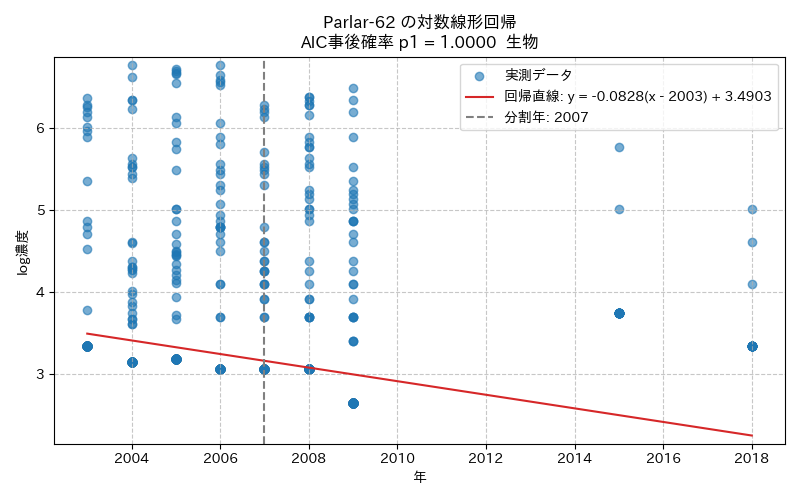 Parlar-62 の対数線形回帰
AIC事後確率 p1 = 1.0000  生物
実測データ
回帰直線: y = -0.0828(x - 2003) + 3.4903
分割年: 2007
log濃度
6
5
4
3
2004 2006 2008 2010 2012 2014 2016 2018
年